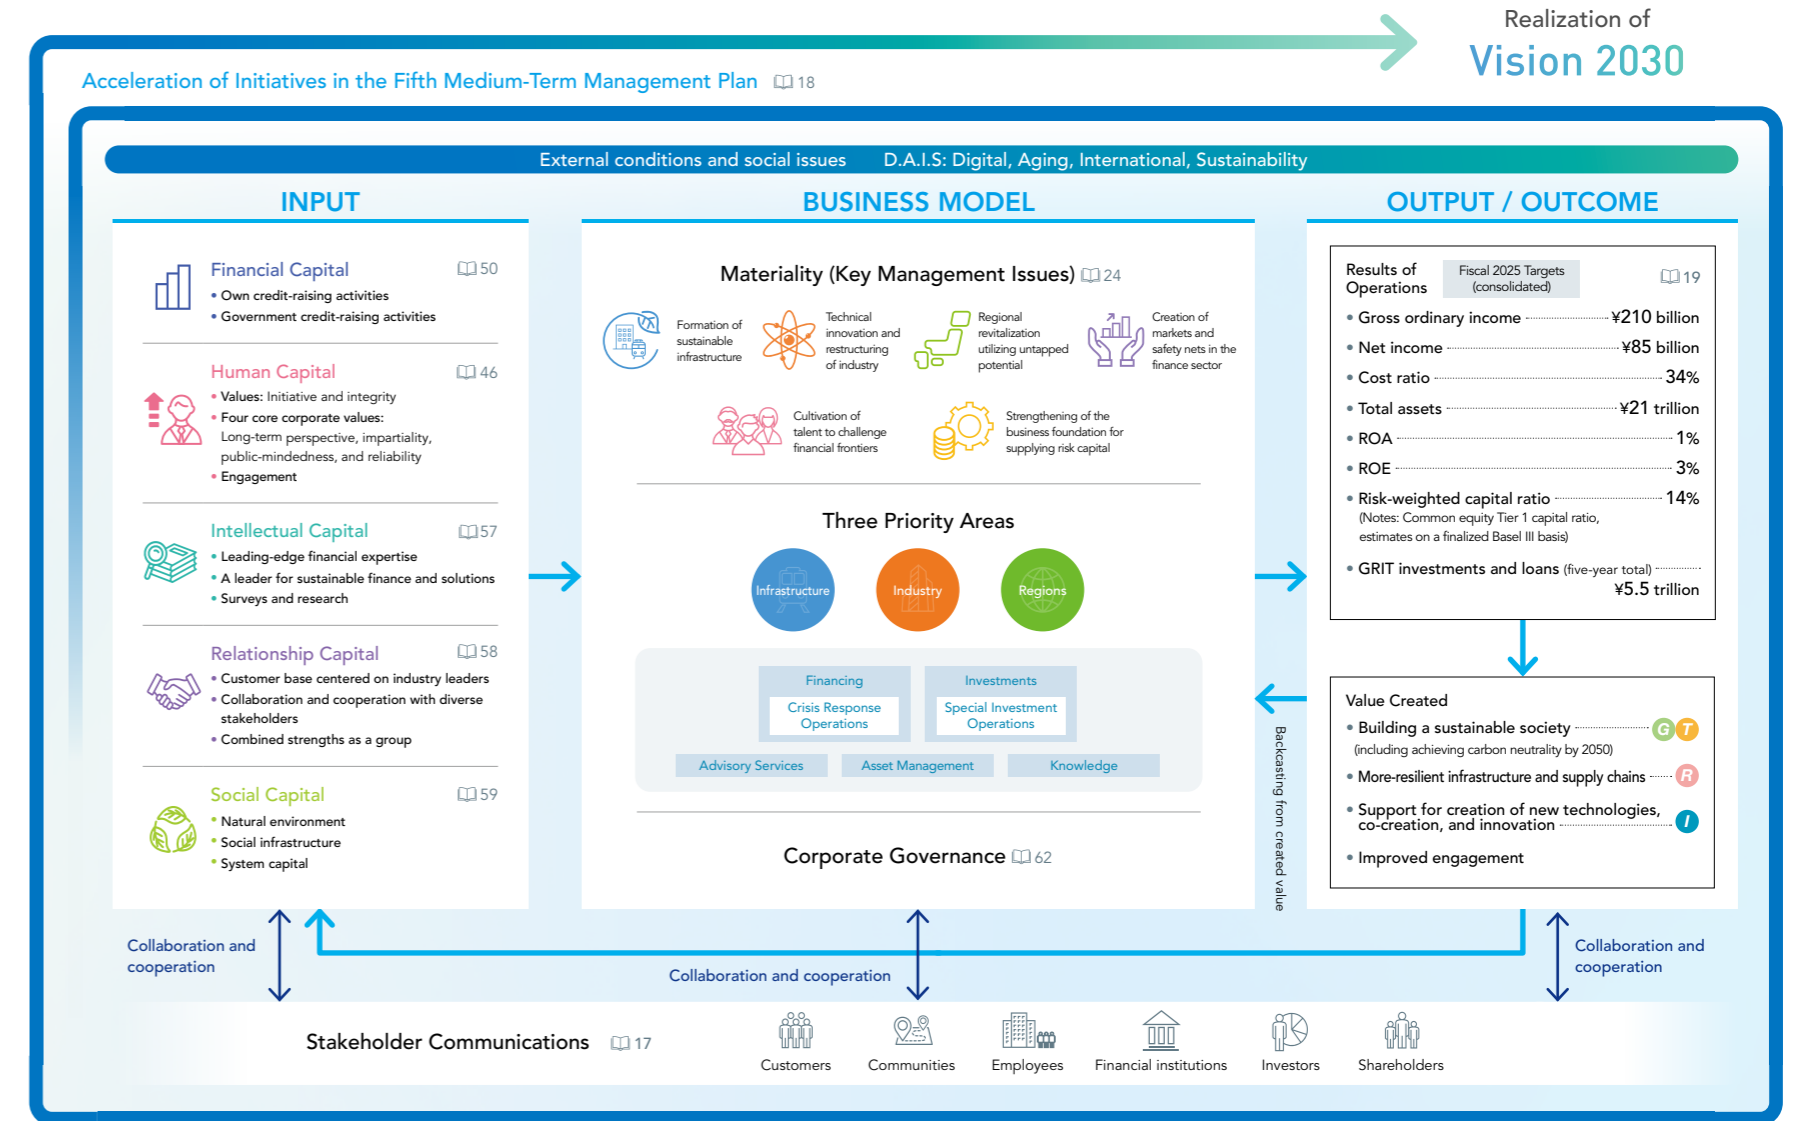 Realization of
Vision 2030
Acceleration of Initiatives in the Fifth Medium-Term Management Plan 18
External conditions and social issues D.A.I.S: Digital, Aging, International, Sustainability
INPUT
Financial Capital 50
• Own credit-raising activities
• Government credit-raising activities
Human Capital 46
• Values: Initiative and integrity
• Four core corporate values:
Long-term perspective, impartiality,
public-mindedness, and reliability
• Engagement
Intellectual Capital 57
• Leading-edge financial expertise
• A leader for sustainable finance and solutions
• Surveys and research
Relationship Capital 58
• Customer base centered on industry leaders
• Collaboration and cooperation with diverse
stakeholders
• Combined strengths as a group
Social Capital 59
• Natural environment
• Social infrastructure
• System capital
BUSINESS MODEL
Materiality (Key Management Issues) 24
Formation of
sustainable
infrastructure
Technical
innovation and
restructuring
of industry
Regional
revitalization
utilizing untapped
potential
Creation of
markets and
safety nets in the
finance sector
Cultivation of
talent to challenge
financial frontiers
Strengthening of the
business foundation for
supplying risk capital
Three Priority Areas
Infrastructure
Industry
Regions
Financing
Crisis Response
Operations
Investments
Special Investment
Operations
Advisory Services
Asset Management
Knowledge
Corporate Governance 62
OUTPUT / OUTCOME
Results of
Operations
Fiscal 2025 Targets
(consolidated)
19
• Gross ordinary income ¥210 billion
• Net income ¥85 billion
• Cost ratio 34%
• Total assets ¥21 trillion
• ROA 1%
• ROE 3%
• Risk-weighted capital ratio 14%
(Notes: Common equity Tier 1 capital ratio,
estimates on a finalized Basel III basis)
• GRIT investments and loans (five-year total)
¥5.5 trillion
Value Created
• Building a sustainable society G T
(including achieving carbon neutrality by 2050)
• More-resilient infrastructure and supply chains R
• Support for creation of new technologies,
co-creation, and innovation I
• Improved engagement
Backcasting from created value
Collaboration and
cooperation
Collaboration and cooperation
Collaboration and
cooperation
Stakeholder Communications 17
Customers
Communities
Employees
Financial institutions
Investors
Shareholders